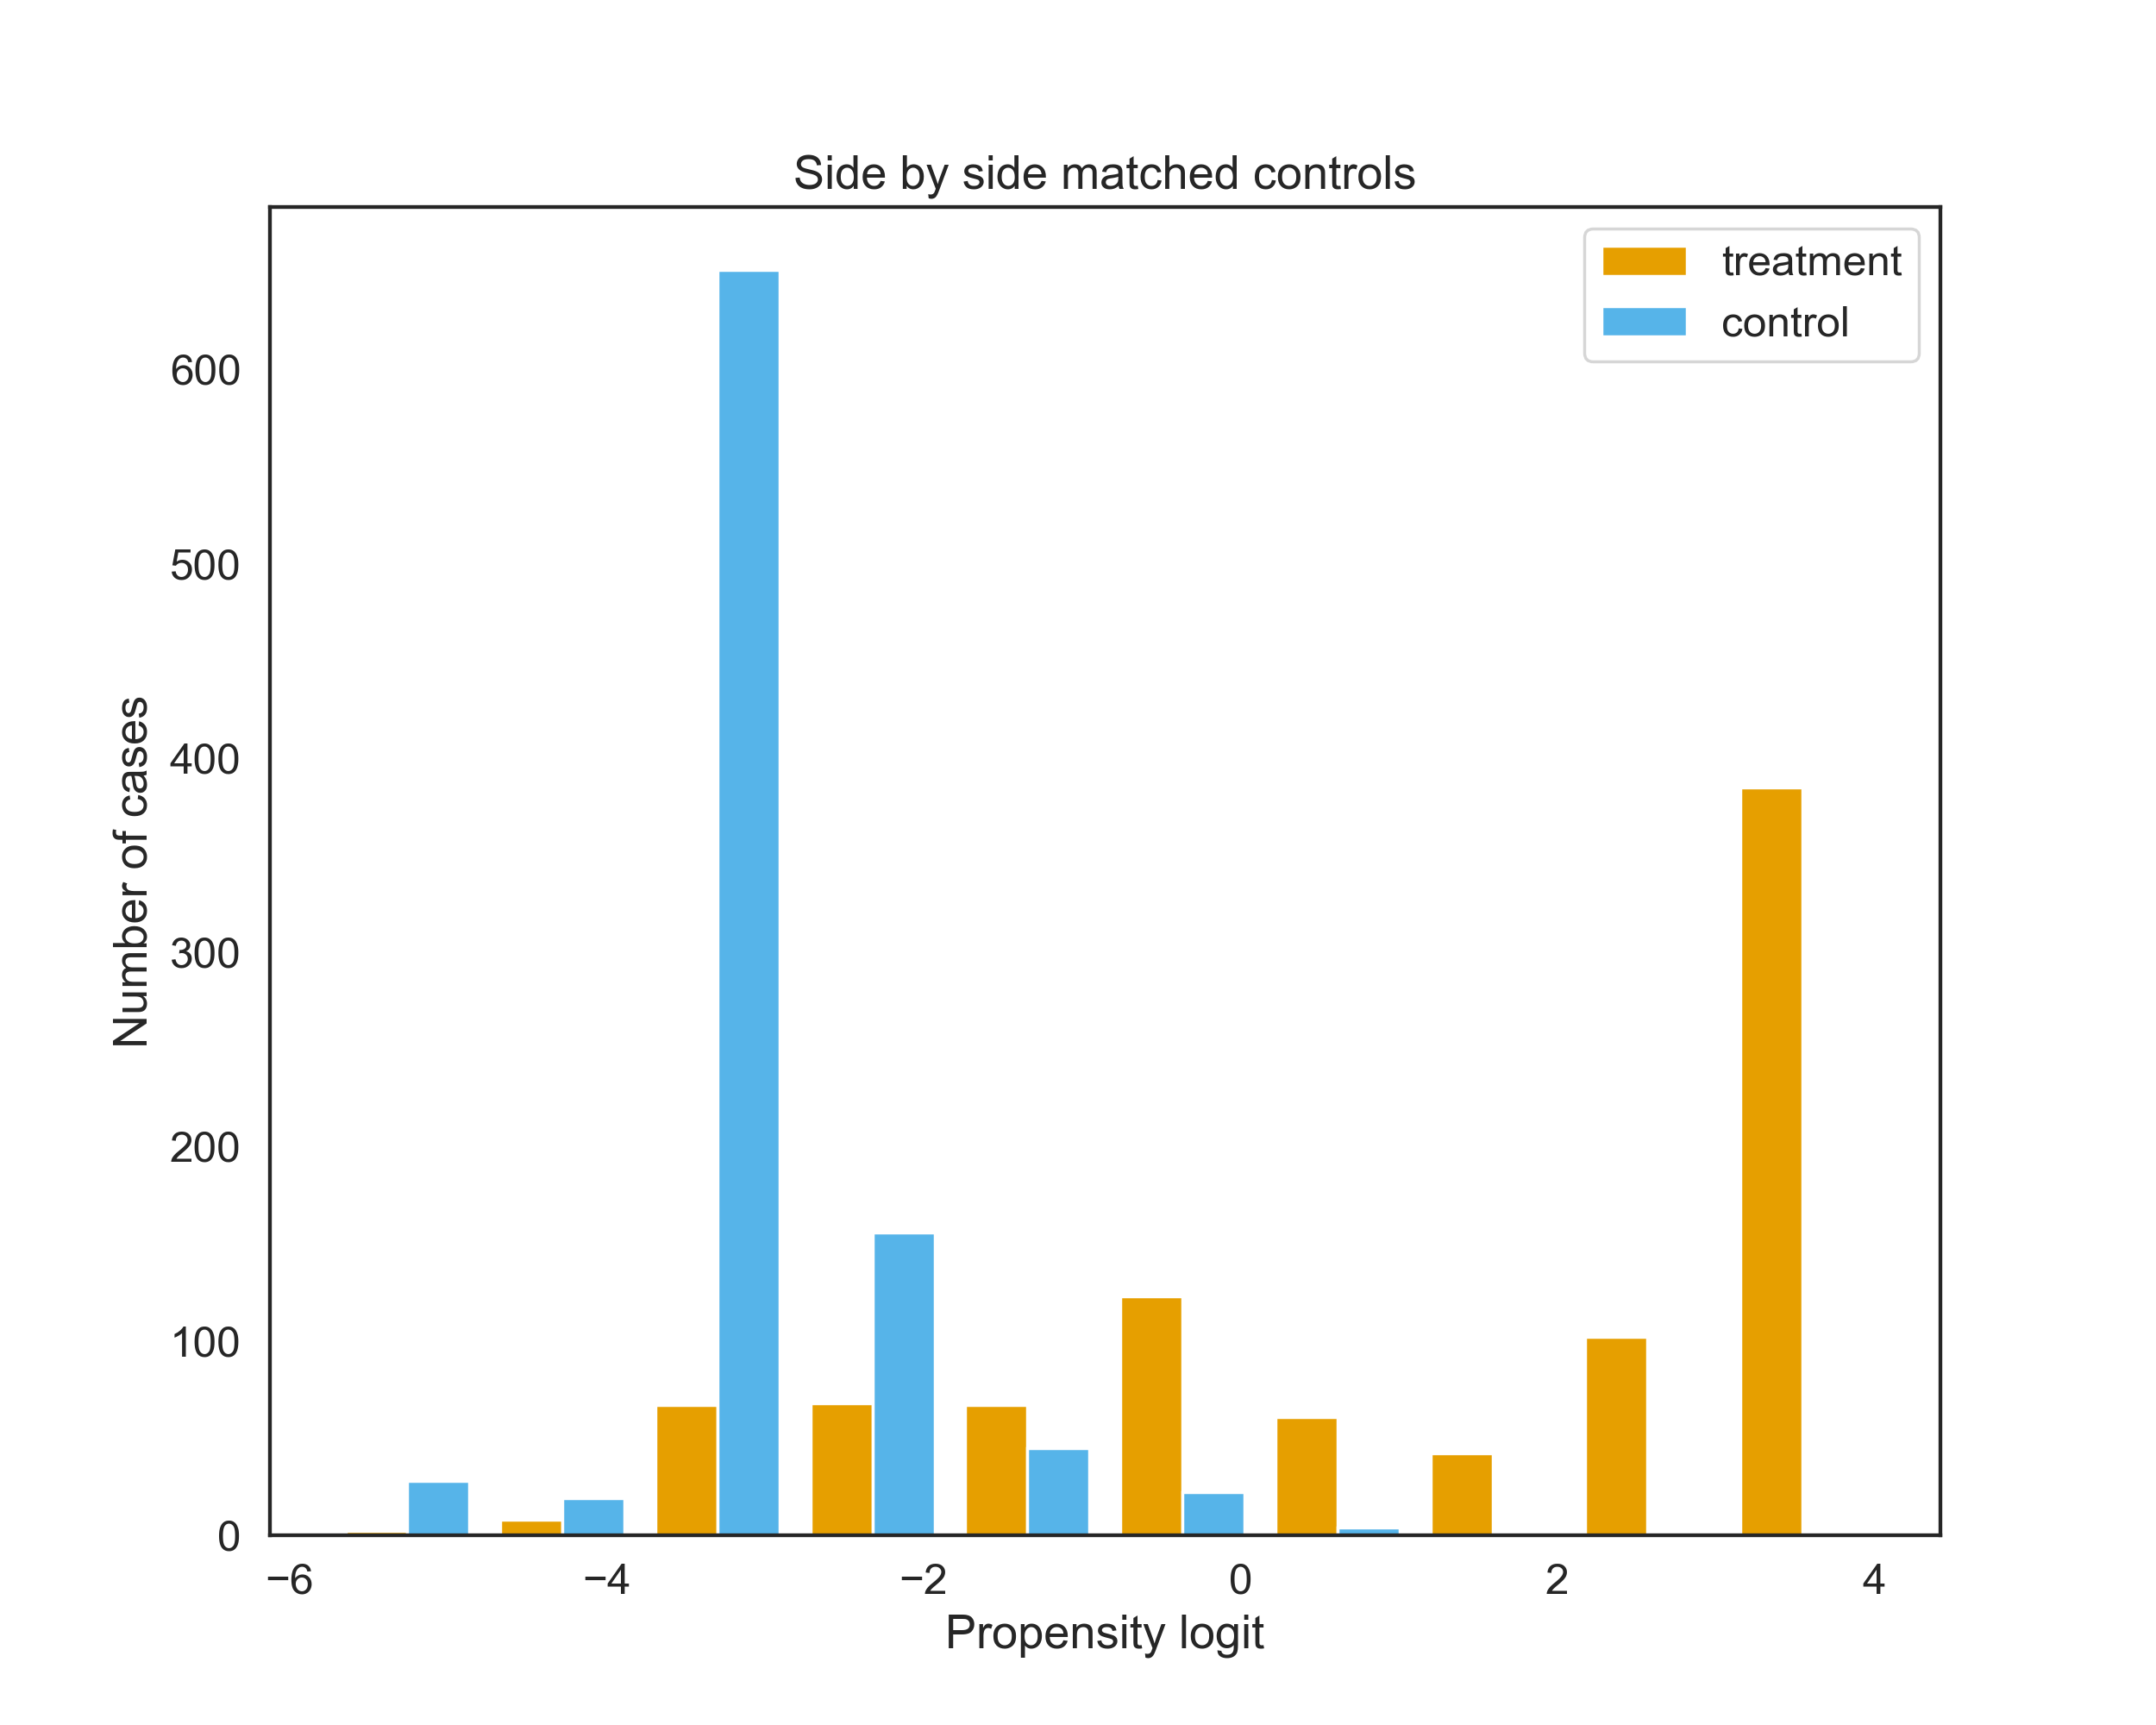 Side by side matched controls
treatment
control
Number of cases
600
500
400
300
200
100
0
−6 −4 −2 0 2 4
Propensity logit